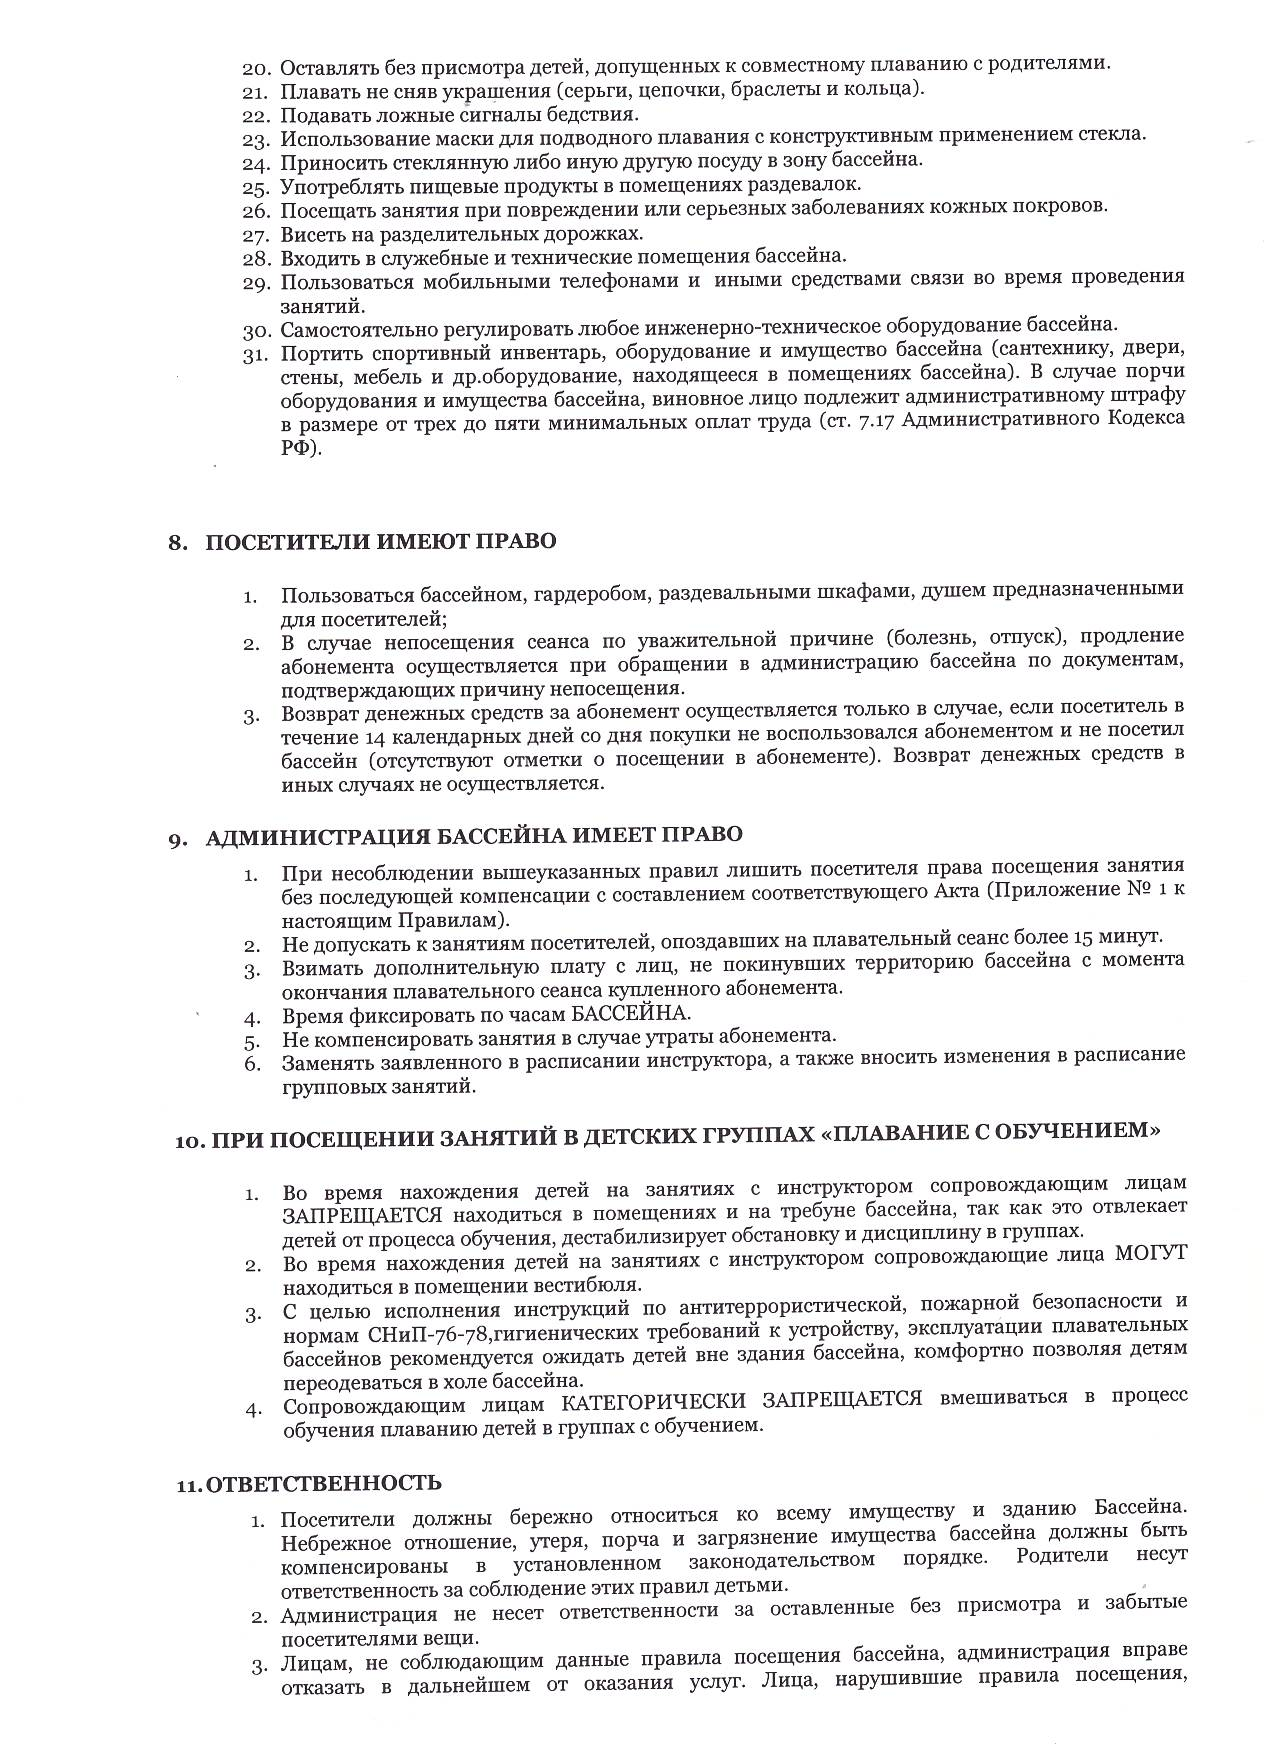 20. Оставлять без присмотра детей, допущенных к совместному плаванию с родителями.
21. Плавать не сняв украшения (серьги, цепочки, браслеты и кольца).
22. Подавать ложные сигналы бедствия.
23. Использование маски для подводного плавания с конструктивным применением стекла.
24. Приносить стеклянную либо иную другую посуду в зону бассейна.
25. Употреблять пищевые продукты в помещениях раздевалок.
26. Посещать занятия при повреждении или серьезных заболеваниях кожных покровов.
27. Висеть на разделительных дорожках.
28. Входить в служебные и технические помещения бассейна.
29. Пользоваться мобильными телефонами и иными средствами связи во время проведения
занятий.
30. Самостоятельно регулировать любое инженерно-техническое оборудование бассейна.
31. Портить спортивный инвентарь, оборудование и имущество бассейна (сантехнику, двери,
стены, мебель и др.оборудование, находящееся в помещениях бассейна). В случае порчи
оборудования и имущества бассейна, виновное лицо подлежит административному штрафу
в размере от трех до пяти минимальных оплат труда (ст. 7.17 Административного Кодекса
РФ).
8. ПОСЕТИТЕЛИ ИМЕЮТ ПРАВО
1. Пользоваться бассейном, гардеробом, раздевальными шкафами, душем предназначенными
для посетителей;
2. В случае непосещения сеанса по уважительной причине (болезнь, отпуск), продление
абонемента осуществляется при обращении в администрацию бассейна по документам,
подтверждающих причину непосещения.
3. Возврат денежных средств за абонемент осуществляется только в случае, если посетитель в
течение 14 календарных дней со дня покупки не воспользовался абонементом и не посетил
бассейн (отсутствуют отметки о посещении в абонементе). Возврат денежных средств в
иных случаях не осуществляется.
9. АДМИНИСТРАЦИЯ БАССЕЙНА ИМЕЕТ ПРАВО
1. При несоблюдении вышеуказанных правил лишить посетителя права посещения занятия
без последующей компенсации с составлением соответствующего Акта (Приложение № 1 к
настоящим Правилам).
2. Не допускать к занятиям посетителей, опоздавших на плавательный сеанс более 15 минут.
3. Взимать дополнительную плату с лиц, не покинувших территорию бассейна с момента
окончания плавательного сеанса купленного абонемента.
4. Время фиксировать по часам БАССЕЙНА.
5. Не компенсировать занятия в случае утраты абонемента.
6. Заменять заявленного в расписании инструктора, а также вносить изменения в расписание
групповых занятий.
10. ПРИ ПОСЕЩЕНИИ ЗАНЯТИЙ В ДЕТСКИХ ГРУППАХ «ПЛАВАНИЕ С ОБУЧЕНИЕМ»
1. Во время нахождения детей на занятиях с инструктором сопровождающим лицам
ЗАПРЕЩАЕТСЯ находиться в помещениях и на трибуне бассейна, так как это отвлекает
детей от процесса обучения, дестабилизирует обстановку и дисциплину в группах.
2. Во время нахождения детей на занятиях с инструктором сопровождающие лица МОГУТ
находиться в помещении вестибюля.
3. С целью исполнения инструкций по антитеррористической, пожарной безопасности и
нормам СНиП-76-78,гигиенических требований к устройству, эксплуатации плавательных
бассейнов рекомендуется ожидать детей вне здания бассейна, комфортно позволяя детям
переодеваться в холе бассейна.
4. Сопровождающим лицам КАТЕГОРИЧЕСКИ ЗАПРЕЩАЕТСЯ вмешиваться в процесс
обучения плаванию детей в группах с обучением.
11. ОТВЕТСТВЕННОСТЬ
1. Посетители должны бережно относиться ко всему имуществу и зданию Бассейна.
Небрежное отношение, утеря, порча и загрязнение имущества бассейна должны быть
компенсированы в установленном законодательством порядке. Родители несут
ответственность за соблюдение этих правил детьми.
2. Администрация не несет ответственности за оставленные без присмотра и забытые
посетителями вещи.
3. Лицам, не соблюдающим данные правила посещения бассейна, администрация вправе
отказать в дальнейшем от оказания услуг. Лица, нарушившие правила посещения,